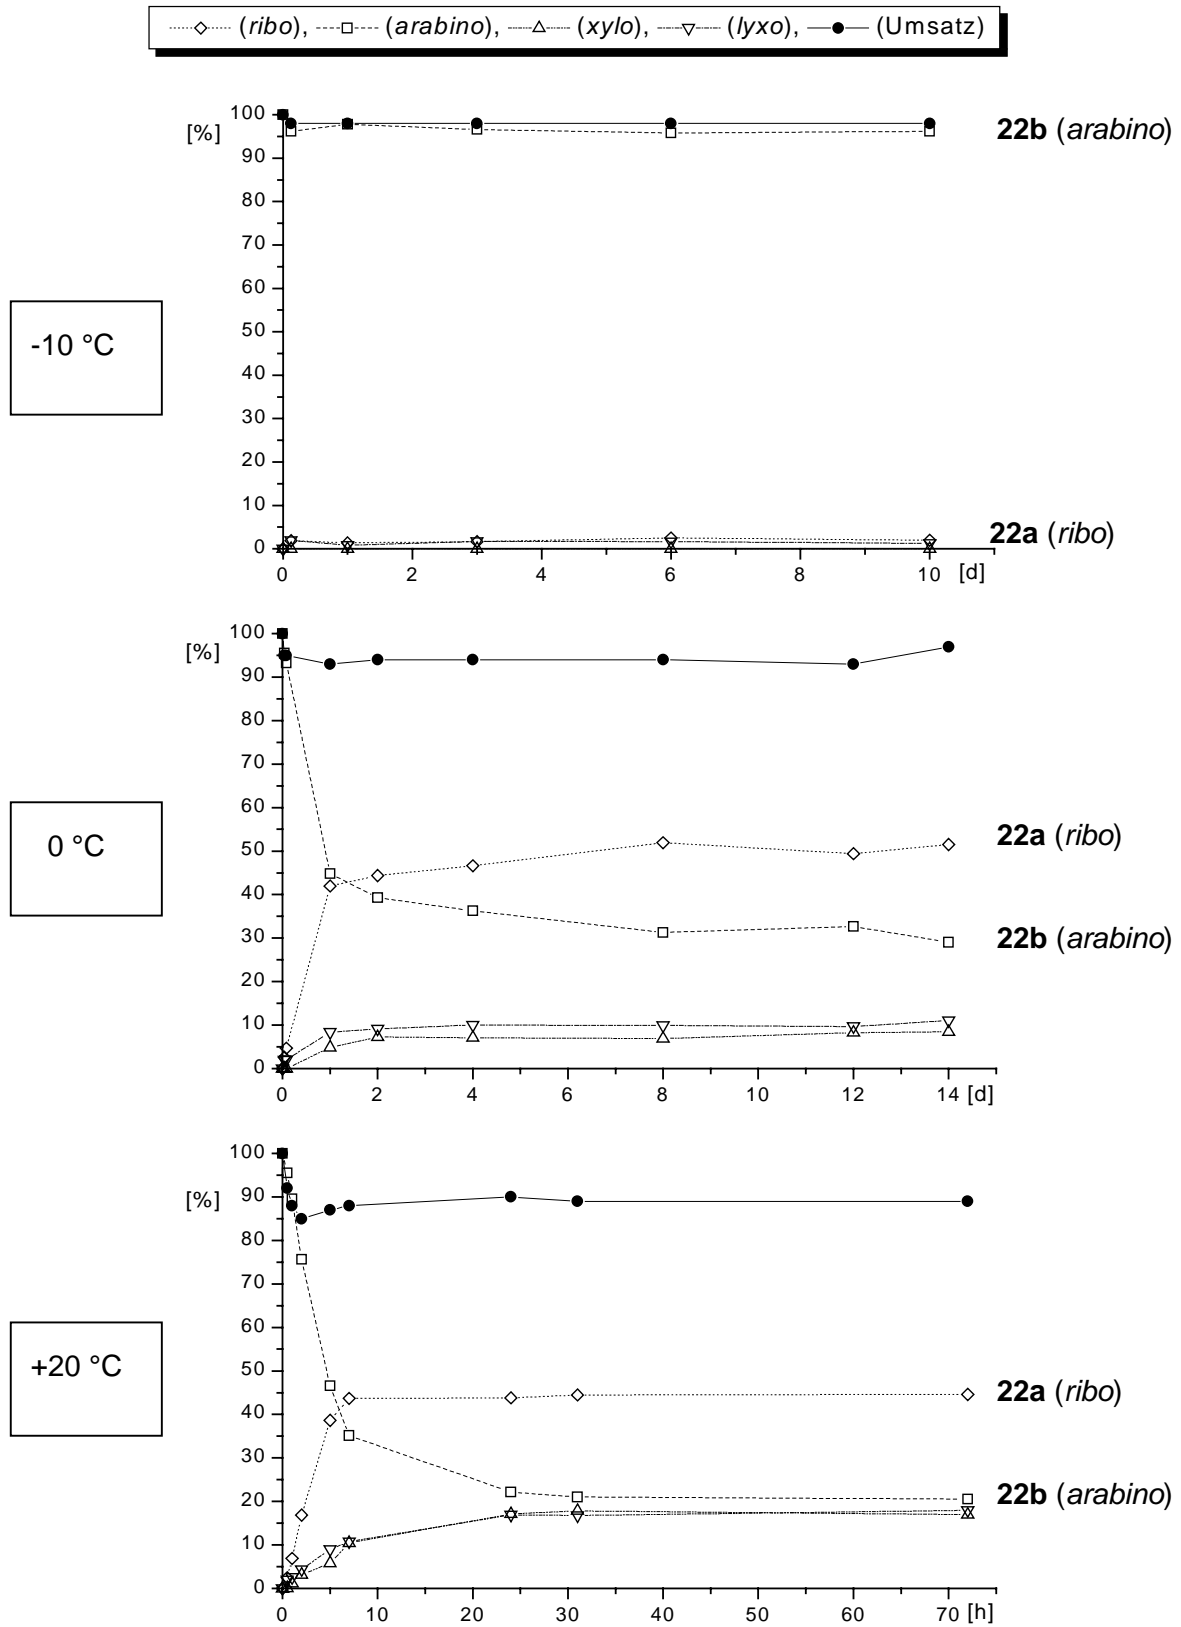 (ribo), (arabino), (xylo), (lyxo), (Umsatz)
100
[%]
90
80
70
60
50
40
30
20
10
0
0 2 4 6 8 10 [d]
22b (arabino)
22a (ribo)
-10 °C
100
[%]
90
80
70
60
50
40
30
20
10
0
0 2 4 6 8 10 12 14 [d]
22a (ribo)
22b (arabino)
0 °C
100
[%]
90
80
70
60
50
40
30
20
10
0
0 10 20 30 40 50 60 70 [h]
22a (ribo)
22b (arabino)
+20 °C